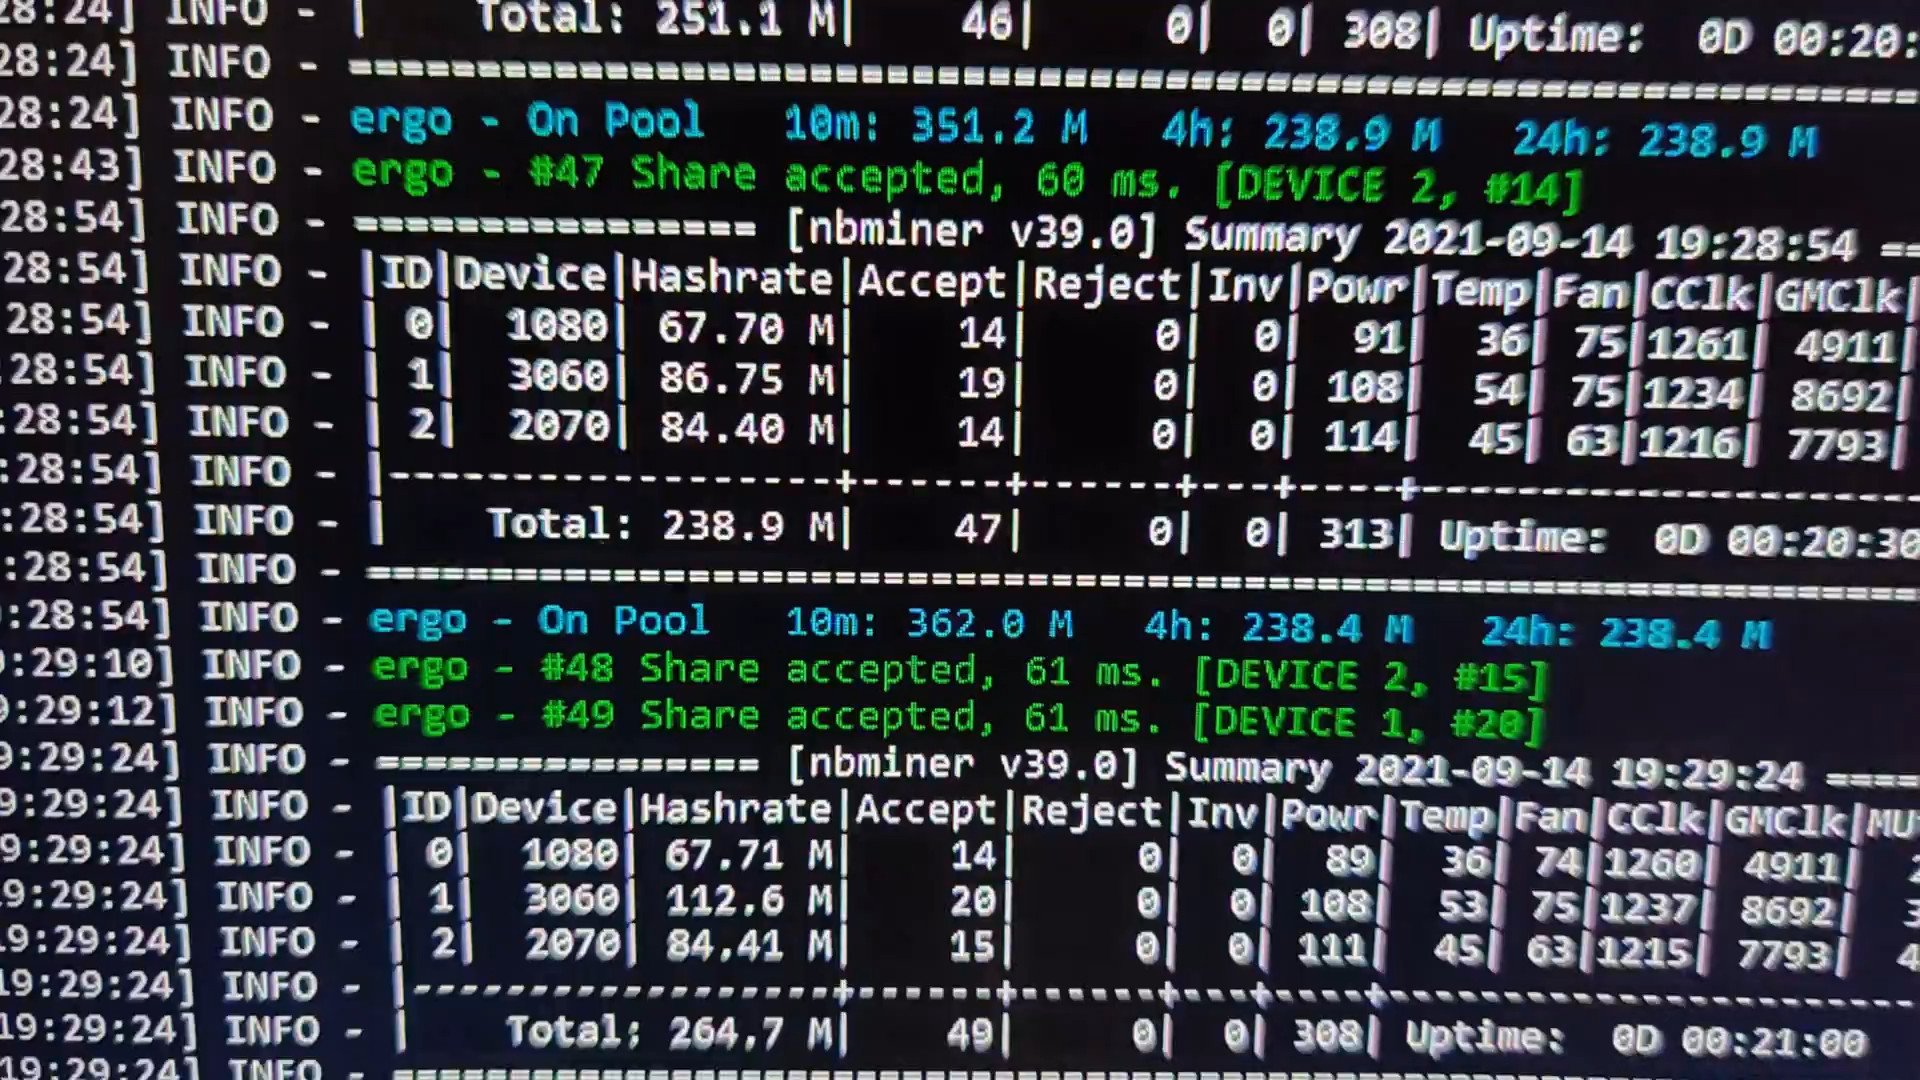 28:24] INFO - |     Total: 251.1 M|     46|     0|   0| 308| Uptime:  0D 00:20:
28:24] INFO - ============================================================
28:24] INFO - ergo - On Pool   10m: 351.2 M   4h: 238.9 M   24h: 238.9 M
28:43] INFO - ergo - #47 Share accepted, 60 ms. [DEVICE 2, #14]
28:54] INFO - ================ [nbminer v39.0] Summary 2021-09-14 19:28:54 ==
28:54] INFO - |ID|Device|Hashrate|Accept|Reject|Inv|Powr|Temp|Fan|CClk|GMClk|
28:54] INFO - | 0|  1080| 67.70 M|    14|     0|  0|  91|  36| 75|1261| 4911|
:28:54] INFO - | 1|  3060| 86.75 M|    19|     0|  0| 108|  54| 75|1234| 8692|
:28:54] INFO - | 2|  2070| 84.40 M|    14|     0|  0| 114|  45| 63|1216| 7793|
:28:54] INFO - |------------------+------+------+---+----+--------------------
:28:54] INFO - |    Total: 238.9 M|    47|     0|  0| 313| Uptime:  0D 00:20:30
:28:54] INFO - ============================================================
:28:54] INFO - ergo - On Pool   10m: 362.0 M   4h: 238.4 M   24h: 238.4 M
9:29:10] INFO - ergo - #48 Share accepted, 61 ms. [DEVICE 2, #15]
9:29:12] INFO - ergo - #49 Share accepted, 61 ms. [DEVICE 1, #20]
9:29:24] INFO - ================ [nbminer v39.0] Summary 2021-09-14 19:29:24 ====
9:29:24] INFO - |ID|Device|Hashrate|Accept|Reject|Inv|Powr|Temp|Fan|CClk|GMClk|MU
9:29:24] INFO - | 0|  1080| 67.71 M|    14|     0|  0|  89|  36| 74|1260| 4911|
19:29:24] INFO - | 1|  3060| 112.6 M|    20|     0|  0| 108|  53| 75|1237| 8692|
19:29:24] INFO - | 2|  2070| 84.41 M|    15|     0|  0| 111|  45| 63|1215| 7793|
19:29:24] INFO - |------------------+------+------+---+----+--------------------
19:29:24] INFO - |    Total: 264.7 M|    49|     0|  0| 308| Uptime:  0D 00:21:00
19:29:24] INFO - ============================================================